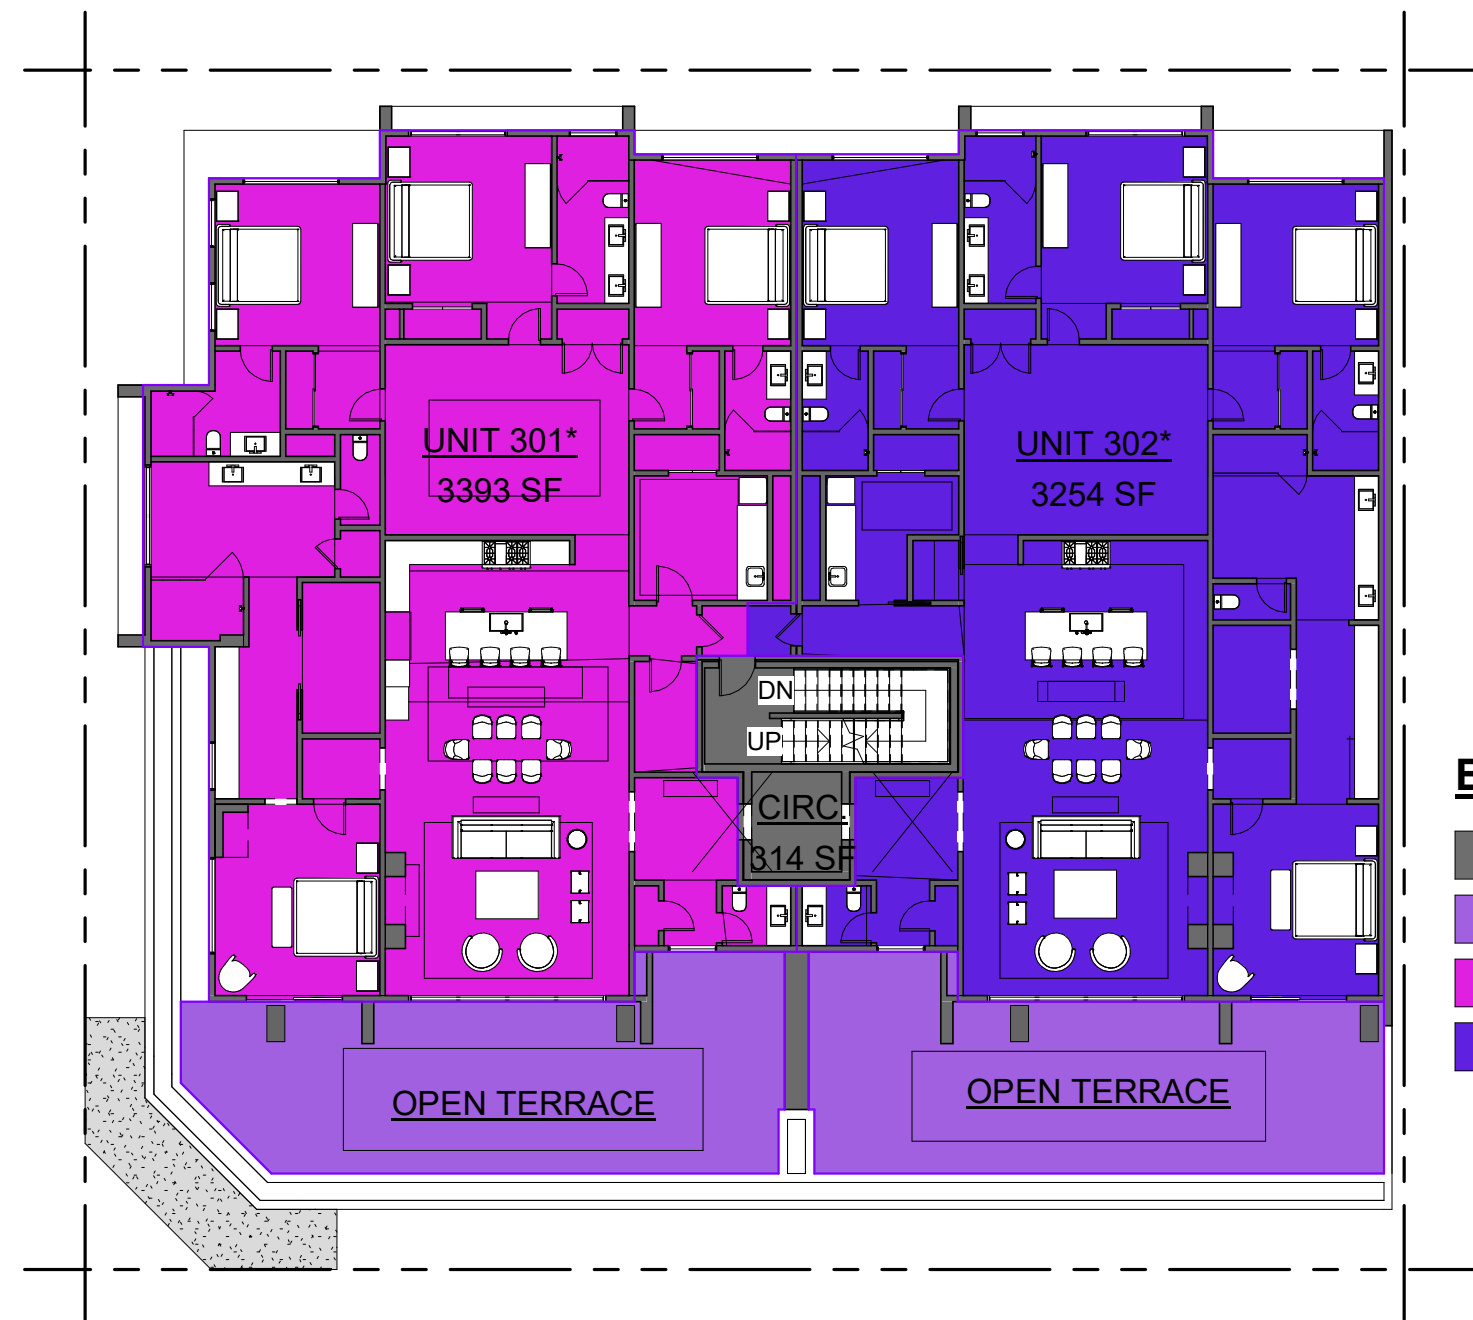 UNIT 301*
3393 SF
UNIT 302*
3254 SF
DN
UP
CIRC.
314 SF
OPEN TERRACE
OPEN TERRACE